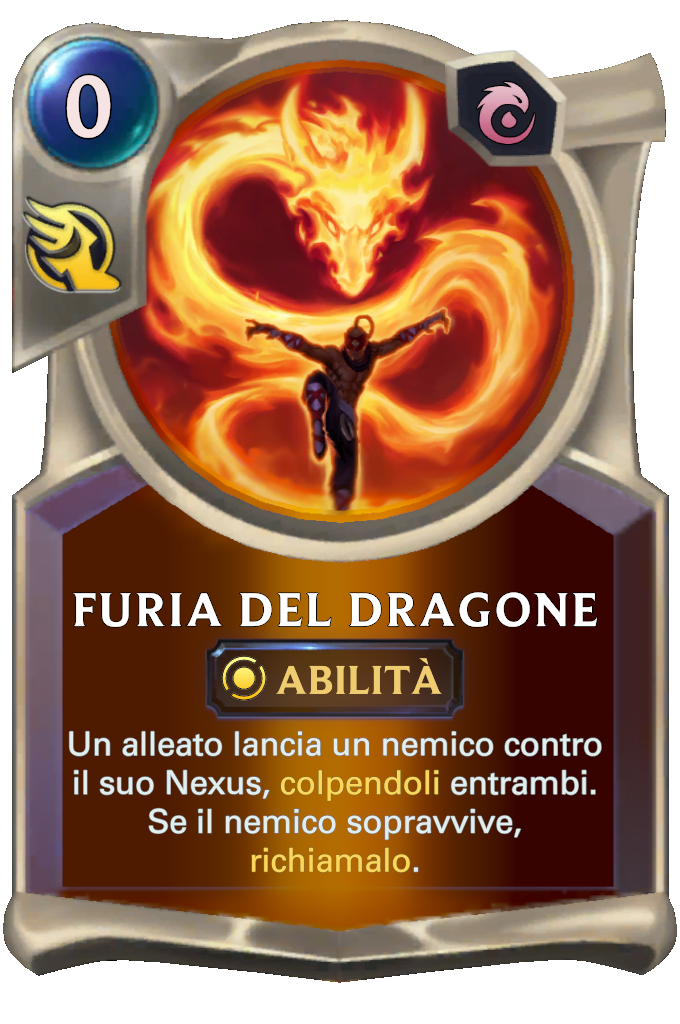 0
FURIA DEL DRAGONE
ABILITÀ
Un alleato lancia un nemico contro
il suo Nexus, colpendoli entrambi.
Se il nemico sopravvive,
richiamalo.